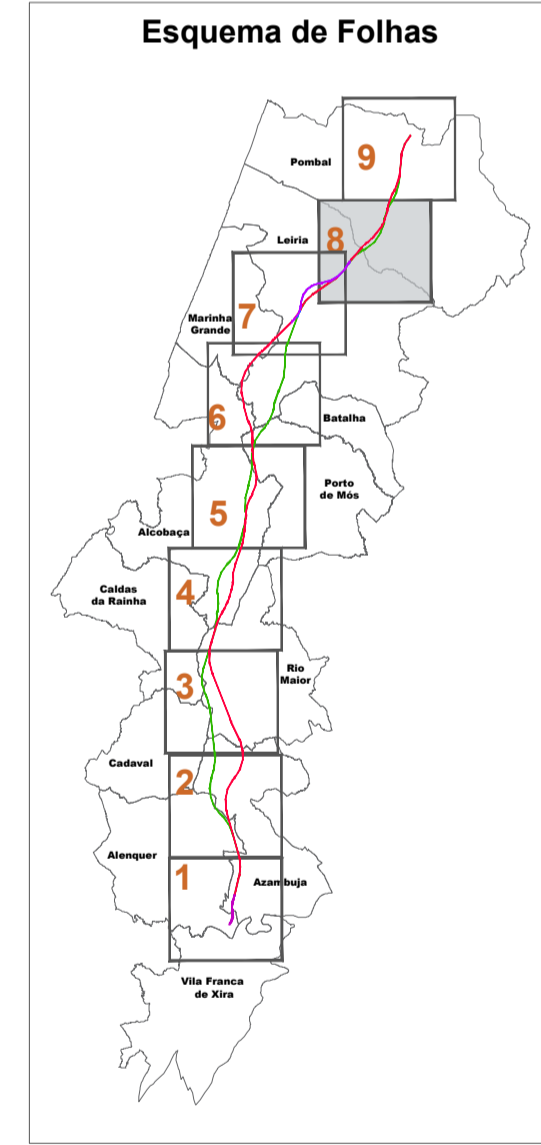 Esquema de Folhas
9
Pombal
8
Leiria
7
Marinha
Grande
6
Batalha
Porto
de Mós
5
Alcobaça
4
Caldas
da Rainha
Rio
Maior
3
Cadaval
2
Alenquer
1
Azambuja
Vila Franca
de Xira